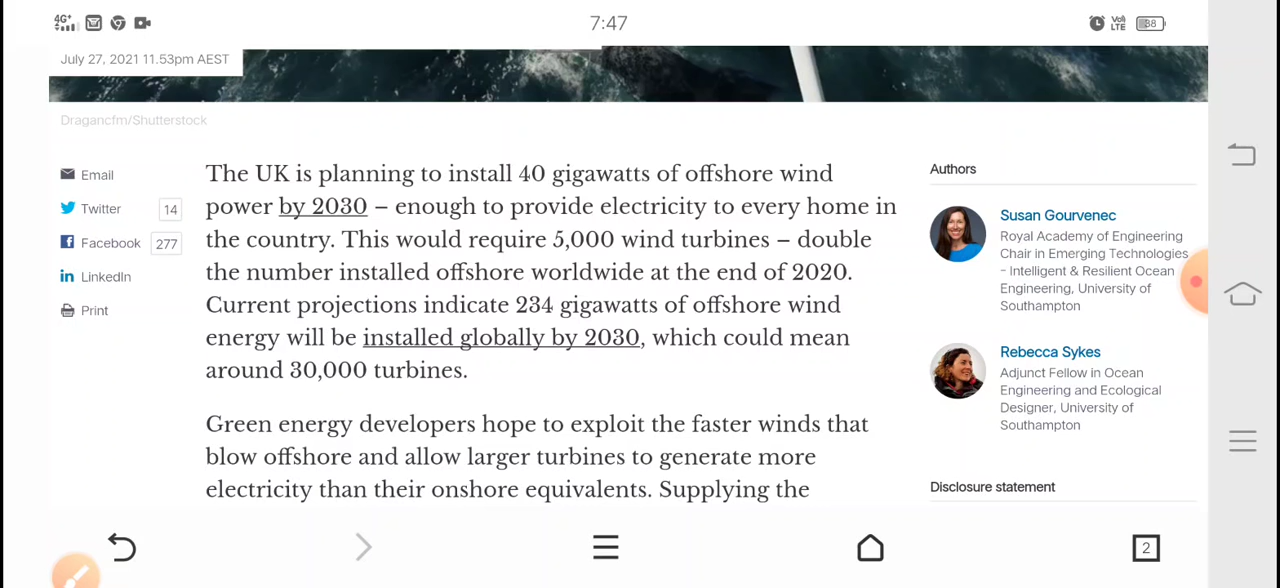 4G+
7:47
Vo)
LTE
38
July 27, 2021 11.53pm AEST
Dragancfm/Shutterstock
Email
Twitter 14
Facebook 277
LinkedIn
Print
The UK is planning to install 40 gigawatts of offshore wind
power by 2030 – enough to provide electricity to every home in
the country. This would require 5,000 wind turbines – double
the number installed offshore worldwide at the end of 2020.
Current projections indicate 234 gigawatts of offshore wind
energy will be installed globally by 2030, which could mean
around 30,000 turbines.
Green energy developers hope to exploit the faster winds that
blow offshore and allow larger turbines to generate more
electricity than their onshore equivalents. Supplying the
Authors
Susan Gourvenec
Royal Academy of Engineering
Chair in Emerging Technologies
- Intelligent & Resilient Ocean
Engineering, University of
Southampton
Rebecca Sykes
Adjunct Fellow in Ocean
Engineering and Ecological
Designer, University of
Southampton
Disclosure statement
2